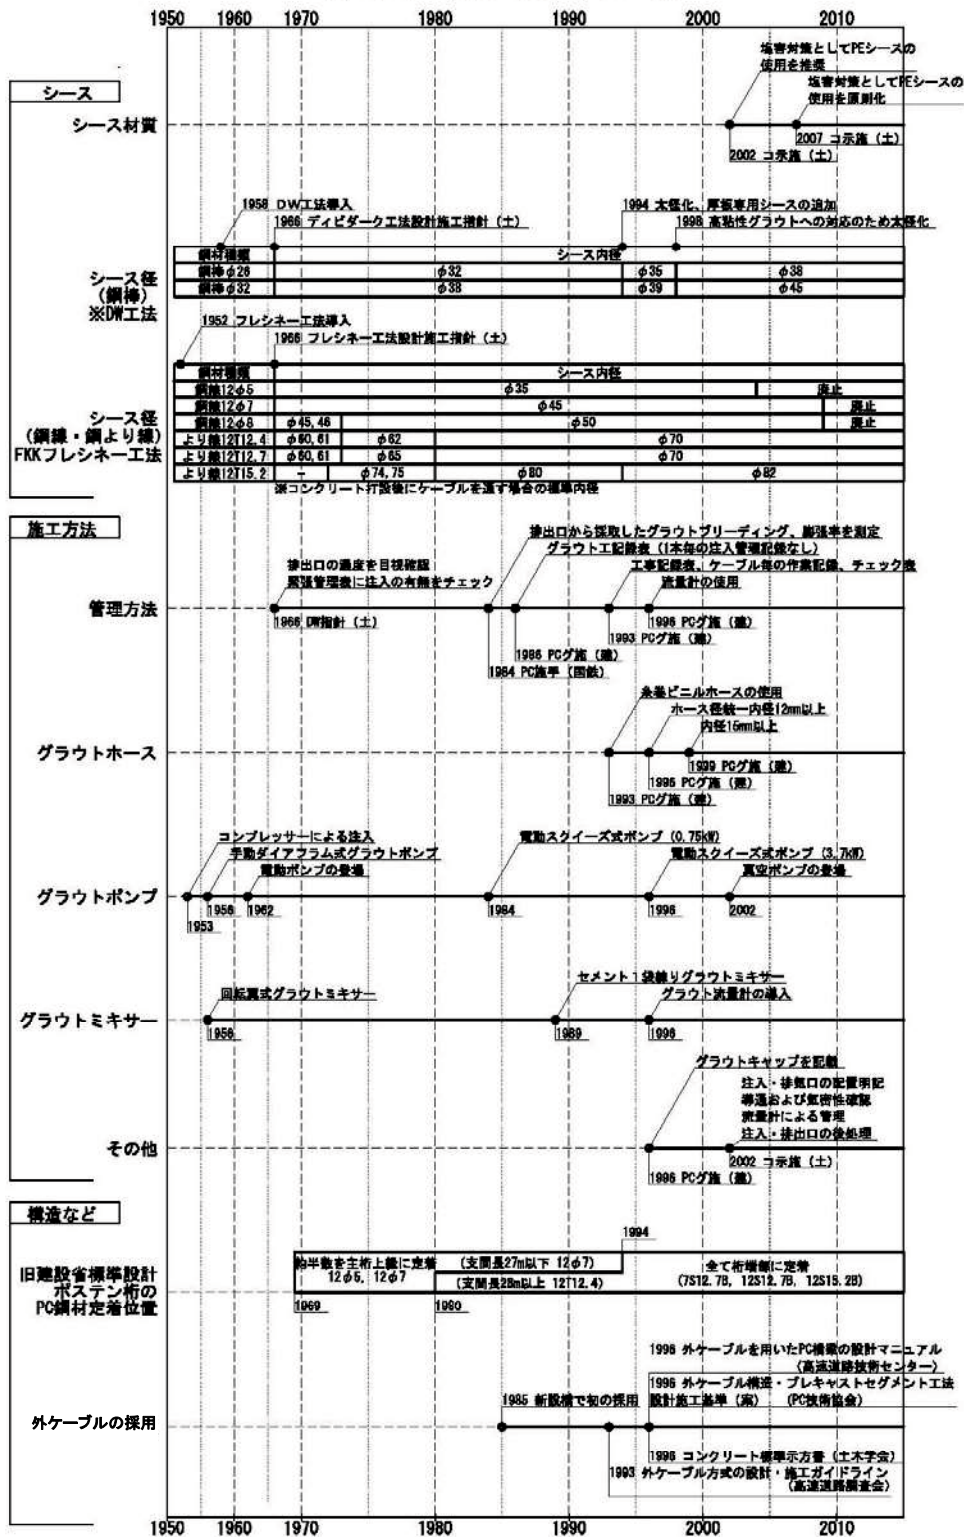 1950 1960 1970 1980 1990 2000 2010
シース
シース材質
塩害対策としてPEシースの
使用を推奨
塩害対策としてPEシースの
使用を原則化
2007 コ示施(土)
2002 コ示施(土)
1958 DW工法導入
1966 ディビダーク工法設計施工指針(土)
1994 太径化、厚板専用シースの追加
1998 高粘性グラウトへの対応のため太径化
シース径
(鋼棒)
※DW工法
鋼材種類 シース内径
鋼棒φ26 φ32 φ35 φ38
鋼棒φ32 φ38 φ39 φ45
1952 フレシネー工法導入
1966 フレシネー工法設計施工指針(土)
シース径
(鋼線・鋼より線)
FKKフレシネー工法
鋼材種類 シース内径
鋼線12φ5 φ35 廃止
鋼線12φ7 φ45 廃止
鋼線12φ8 φ45,46 φ50 廃止
より線12T12.4 φ60,61 φ62 φ70
より線12T12.7 φ60,61 φ65 φ70
より線12T15.2 - φ74,75 φ80 φ82
※コンクリート打設後にケーブルを通す場合の標準内径
施工方法
管理方法
排出口の濃度を目視確認
緊張管理表に注入の有無をチェック
排出口から採取したグラウトブリーディング、膨張率を測定
グラウト工記録表(1本毎の注入管理記録なし)
工事記録表、ケーブル毎の作業記録、チェック表
流量計の使用
1966 DW指針(土)
1996 PCグ施(建)
1993 PCグ施(建)
1986 PCグ施(建)
1984 PC施手(国鉄)
グラウトホース
糸巻ビニルホースの使用
ホース径統一内径12mm以上
内径15mm以上
1999 PCグ施(建)
1996 PCグ施(建)
1993 PCグ施(建)
グラウトポンプ
コンプレッサーによる注入
手動ダイアフラム式グラウトポンプ
電動ポンプの登場
電動スクイーズ式ポンプ(0.75kW)
電動スクイーズ式ポンプ(3.7kW)
真空ポンプの登場
1953 1956 1962 1984 1996 2002
グラウトミキサー
回転翼式グラウトミキサー
セメント1袋練りグラウトミキサー
グラウト流量計の導入
1956 1989 1996
その他
グラウトキャップを記載
注入・排気口の配置明記
導通および気密性確認
流量計による管理
注入・排出口の後処理
2002 コ示施(土)
1996 PCグ施(建)
構造など
旧建設省標準設計
ポステン桁の
PC鋼材定着位置
1994
約半数を主桁上縁に定着
12φ5, 12φ7
(支間長27m以下 12φ7)
(支間長28m以上 12T12.4)
全て桁端部に定着
(7S12.7B, 12S12.7B, 12S15.2B)
1969 1980
外ケーブルの採用
1985 新設橋で初の採用
1996 外ケーブルを用いたPC橋梁の設計マニュアル
(高速道路技術センター)
1996 外ケーブル構造・プレキャストセグメント工法
設計施工基準(案) (PC技術協会)
1996 コンクリート標準示方書(土木学会)
1993 外ケーブル方式の設計・施工ガイドライン
(高速道路調査会)
1950 1960 1970 1980 1990 2000 2010